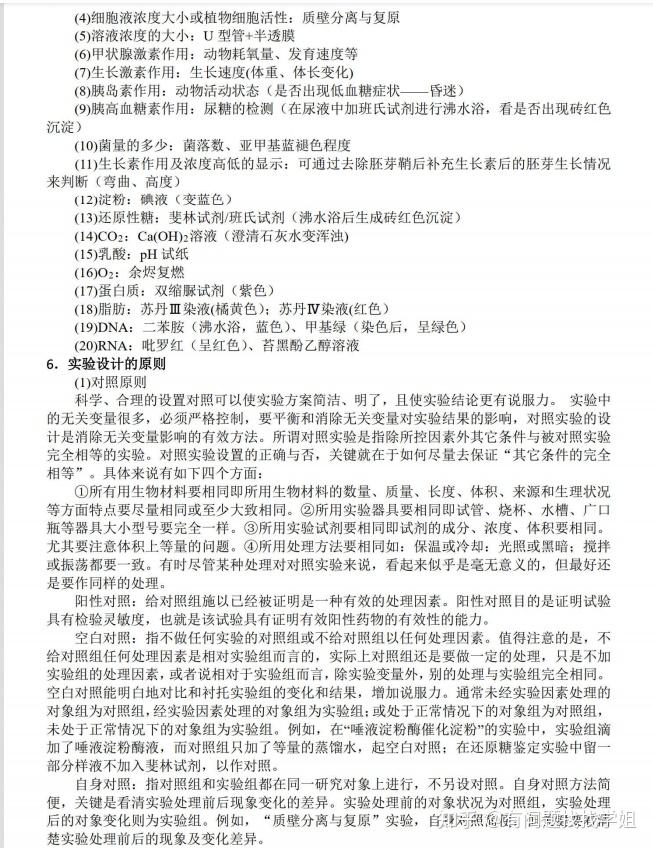 (4)细胞液浓度大小或植物细胞活性：质壁分离与复原
(5)溶液浓度的大小：U 型管+半透膜
(6)甲状腺激素作用：动物耗氧量、发育速度等
(7)生长激素作用：生长速度(体重、体长变化)
(8)胰岛素作用：动物活动状态（是否出现低血糖症状——昏迷）
(9)胰高血糖素作用：尿糖的检测（在尿液中加班氏试剂进行沸水浴，看是否出现砖红色
沉淀）
(10)菌量的多少：菌落数、亚甲基蓝褪色程度
(11)生长素作用及浓度高低的显示：可通过去除胚芽鞘后补充生长素后的胚芽生长情况
来判断（弯曲、高度）
(12)淀粉：碘液（变蓝色）
(13)还原性糖：斐林试剂/班氏试剂（沸水浴后生成砖红色沉淀）
(14)CO₂：Ca(OH)₂溶液（澄清石灰水变浑浊)
(15)乳酸：pH 试纸
(16)O₂：余烬复燃
(17)蛋白质：双缩脲试剂（紫色）
(18)脂肪：苏丹Ⅲ染液(橘黄色)；苏丹Ⅳ染液(红色）
(19)DNA：二苯胺（沸水浴，蓝色）、甲基绿（染色后，呈绿色）
(20)RNA：吡罗红（呈红色）、苔黑酚乙醇溶液
6．实验设计的原则
(1)对照原则
科学、合理的设置对照可以使实验方案简洁、明了，且使实验结论更有说服力。 实验中
的无关变量很多，必须严格控制，要平衡和消除无关变量对实验结果的影响，对照实验的设
计是消除无关变量影响的有效方法。所谓对照实验是指除所控因素外其它条件与被对照实验
完全相等的实验。对照实验设置的正确与否，关键就在于如何尽量去保证“其它条件的完全
相等”。具体来说有如下四个方面：
①所有用生物材料要相同即所用生物材料的数量、质量、长度、体积、来源和生理状况
等方面特点要尽量相同或至少大致相同。②所用实验器具要相同即试管、烧杯、水槽、广口
瓶等器具大小型号要完全一样。③所用实验试剂要相同即试剂的成分、浓度、体积要相同。
尤其要注意体积上等量的问题。④所用处理方法要相同如：保温或冷却；光照或黑暗；搅拌
或振荡都要一致。有时尽管某种处理对对照实验来说，看起来似乎是毫无意义的，但最好还
是要作同样的处理。
阳性对照：给对照组施以已经被证明是一种有效的处理因素。阳性对照目的是证明试验
具有检验灵敏度，也就是该试验具有证明有效阳性药物的有效性的能力。
空白对照：指不做任何实验的对照组或不给对照组以任何处理因素。值得注意的是，不
给对照组任何处理因素是相对实验组而言的，实际上对照组还是要做一定的处理，只是不加
实验组的处理因素，或者说相对于实验组而言，除实验变量外，别的处理与实验组完全相同。
空白对照能明白地对比和衬托实验组的变化和结果，增加说服力。通常未经实验因素处理的
对象组为对照组，经实验因素处理的对象组为实验组；或处于正常情况下的对象组为对照组，
未处于正常情况下的对象组为实验组。例如，在“唾液淀粉酶催化淀粉”的实验中，实验组滴
加了唾液淀粉酶液，而对照组只加了等量的蒸馏水，起空白对照；在还原糖鉴定实验中留一
部分样液不加入斐林试剂，以作对照。
自身对照：指对照组和实验组都在同一研究对象上进行，不另设对照。自身对照方法简
便，关键是看清实验处理前后现象变化的差异。实验处理前的对象状况为对照组，实验处理
后的对象变化则为实验组。例如，“质壁分离与复原”实验，自
楚实验处理前后的现象及变化差异。
知乎 @有问题找找学姐